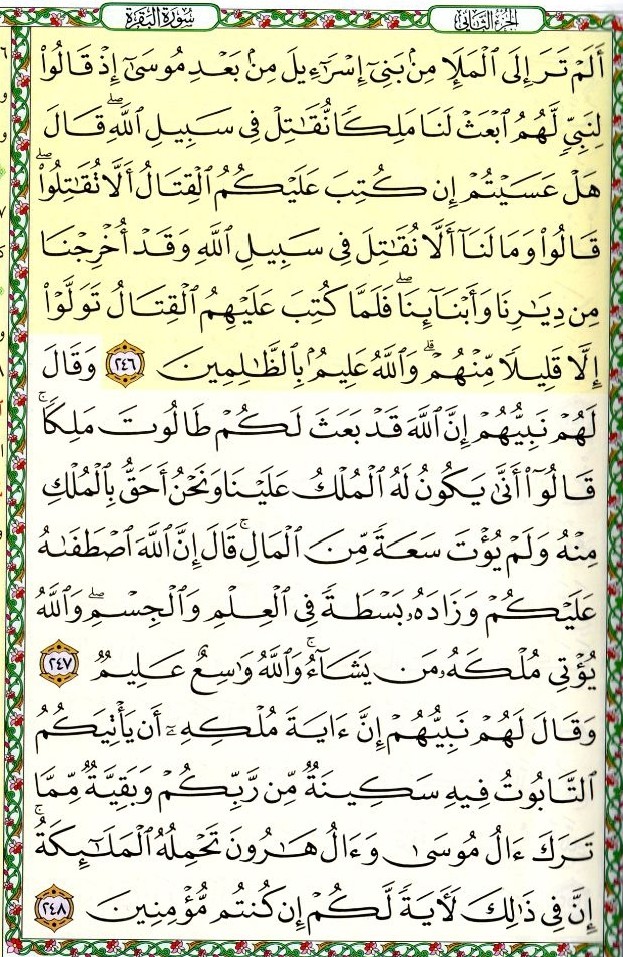 الجزء الثاني
سورة البقرة
أَلَمۡ تَرَ إِلَى ٱلۡمَلَإِ مِنۢ بَنِيٓ إِسۡرَٰٓءِيلَ مِنۢ بَعۡدِ مُوسَىٰٓ إِذۡ قَالُواْ
لِنَبِيّٖ لَّهُمُ ٱبۡعَثۡ لَنَا مَلِكٗا نُّقَٰتِلۡ فِي سَبِيلِ ٱللَّهِۖ قَالَ
هَلۡ عَسَيۡتُمۡ إِن كُتِبَ عَلَيۡكُمُ ٱلۡقِتَالُ أَلَّا تُقَٰتِلُواْۖ
قَالُواْ وَمَا لَنَآ أَلَّا نُقَٰتِلَ فِي سَبِيلِ ٱللَّهِ وَقَدۡ أُخۡرِجۡنَا
مِن دِيَٰرِنَا وَأَبۡنَآئِنَاۖ فَلَمَّا كُتِبَ عَلَيۡهِمُ ٱلۡقِتَالُ تَوَلَّوۡاْ
إِلَّا قَلِيلٗا مِّنۡهُمۡۚ وَٱللَّهُ عَلِيمُۢ بِٱلظَّٰلِمِينَ ٢٤٦ وَقَالَ
لَهُمۡ نَبِيُّهُمۡ إِنَّ ٱللَّهَ قَدۡ بَعَثَ لَكُمۡ طَالُوتَ مَلِكٗاۚ
قَالُوٓاْ أَنَّىٰ يَكُونُ لَهُ ٱلۡمُلۡكُ عَلَيۡنَا وَنَحۡنُ أَحَقُّ بِٱلۡمُلۡكِ
مِنۡهُ وَلَمۡ يُؤۡتَ سَعَةٗ مِّنَ ٱلۡمَالِۚ قَالَ إِنَّ ٱللَّهَ ٱصۡطَفَىٰهُ
عَلَيۡكُمۡ وَزَادَهُۥ بَسۡطَةٗ فِي ٱلۡعِلۡمِ وَٱلۡجِسۡمِۖ وَٱللَّهُ
يُؤۡتِي مُلۡكَهُۥ مَن يَشَآءُۚ وَٱللَّهُ وَٰسِعٌ عَلِيمٞ ٢٤٧
وَقَالَ لَهُمۡ نَبِيُّهُمۡ إِنَّ ءَايَةَ مُلۡكِهِۦٓ أَن يَأۡتِيَكُمُ
ٱلتَّابُوتُ فِيهِ سَكِينَةٞ مِّن رَّبِّكُمۡ وَبَقِيَّةٞ مِّمَّا
تَرَكَ ءَالُ مُوسَىٰ وَءَالُ هَٰرُونَ تَحۡمِلُهُ ٱلۡمَلَٰٓئِكَةُۚ
إِنَّ فِي ذَٰلِكَ لَأٓيَةٗ لَّكُمۡ إِن كُنتُم مُّؤۡمِنِينَ ٢٤٨